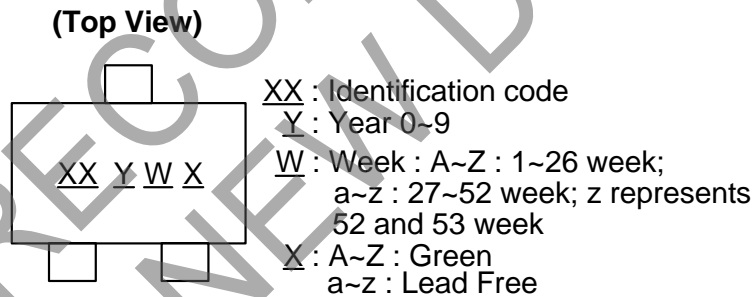 (Top View)
XX Y W X
XX : Identification code
Y : Year 0~9
W : Week : A~Z : 1~26 week;
a~z : 27~52 week; z represents
52 and 53 week
X : A~Z : Green
a~z : Lead Free